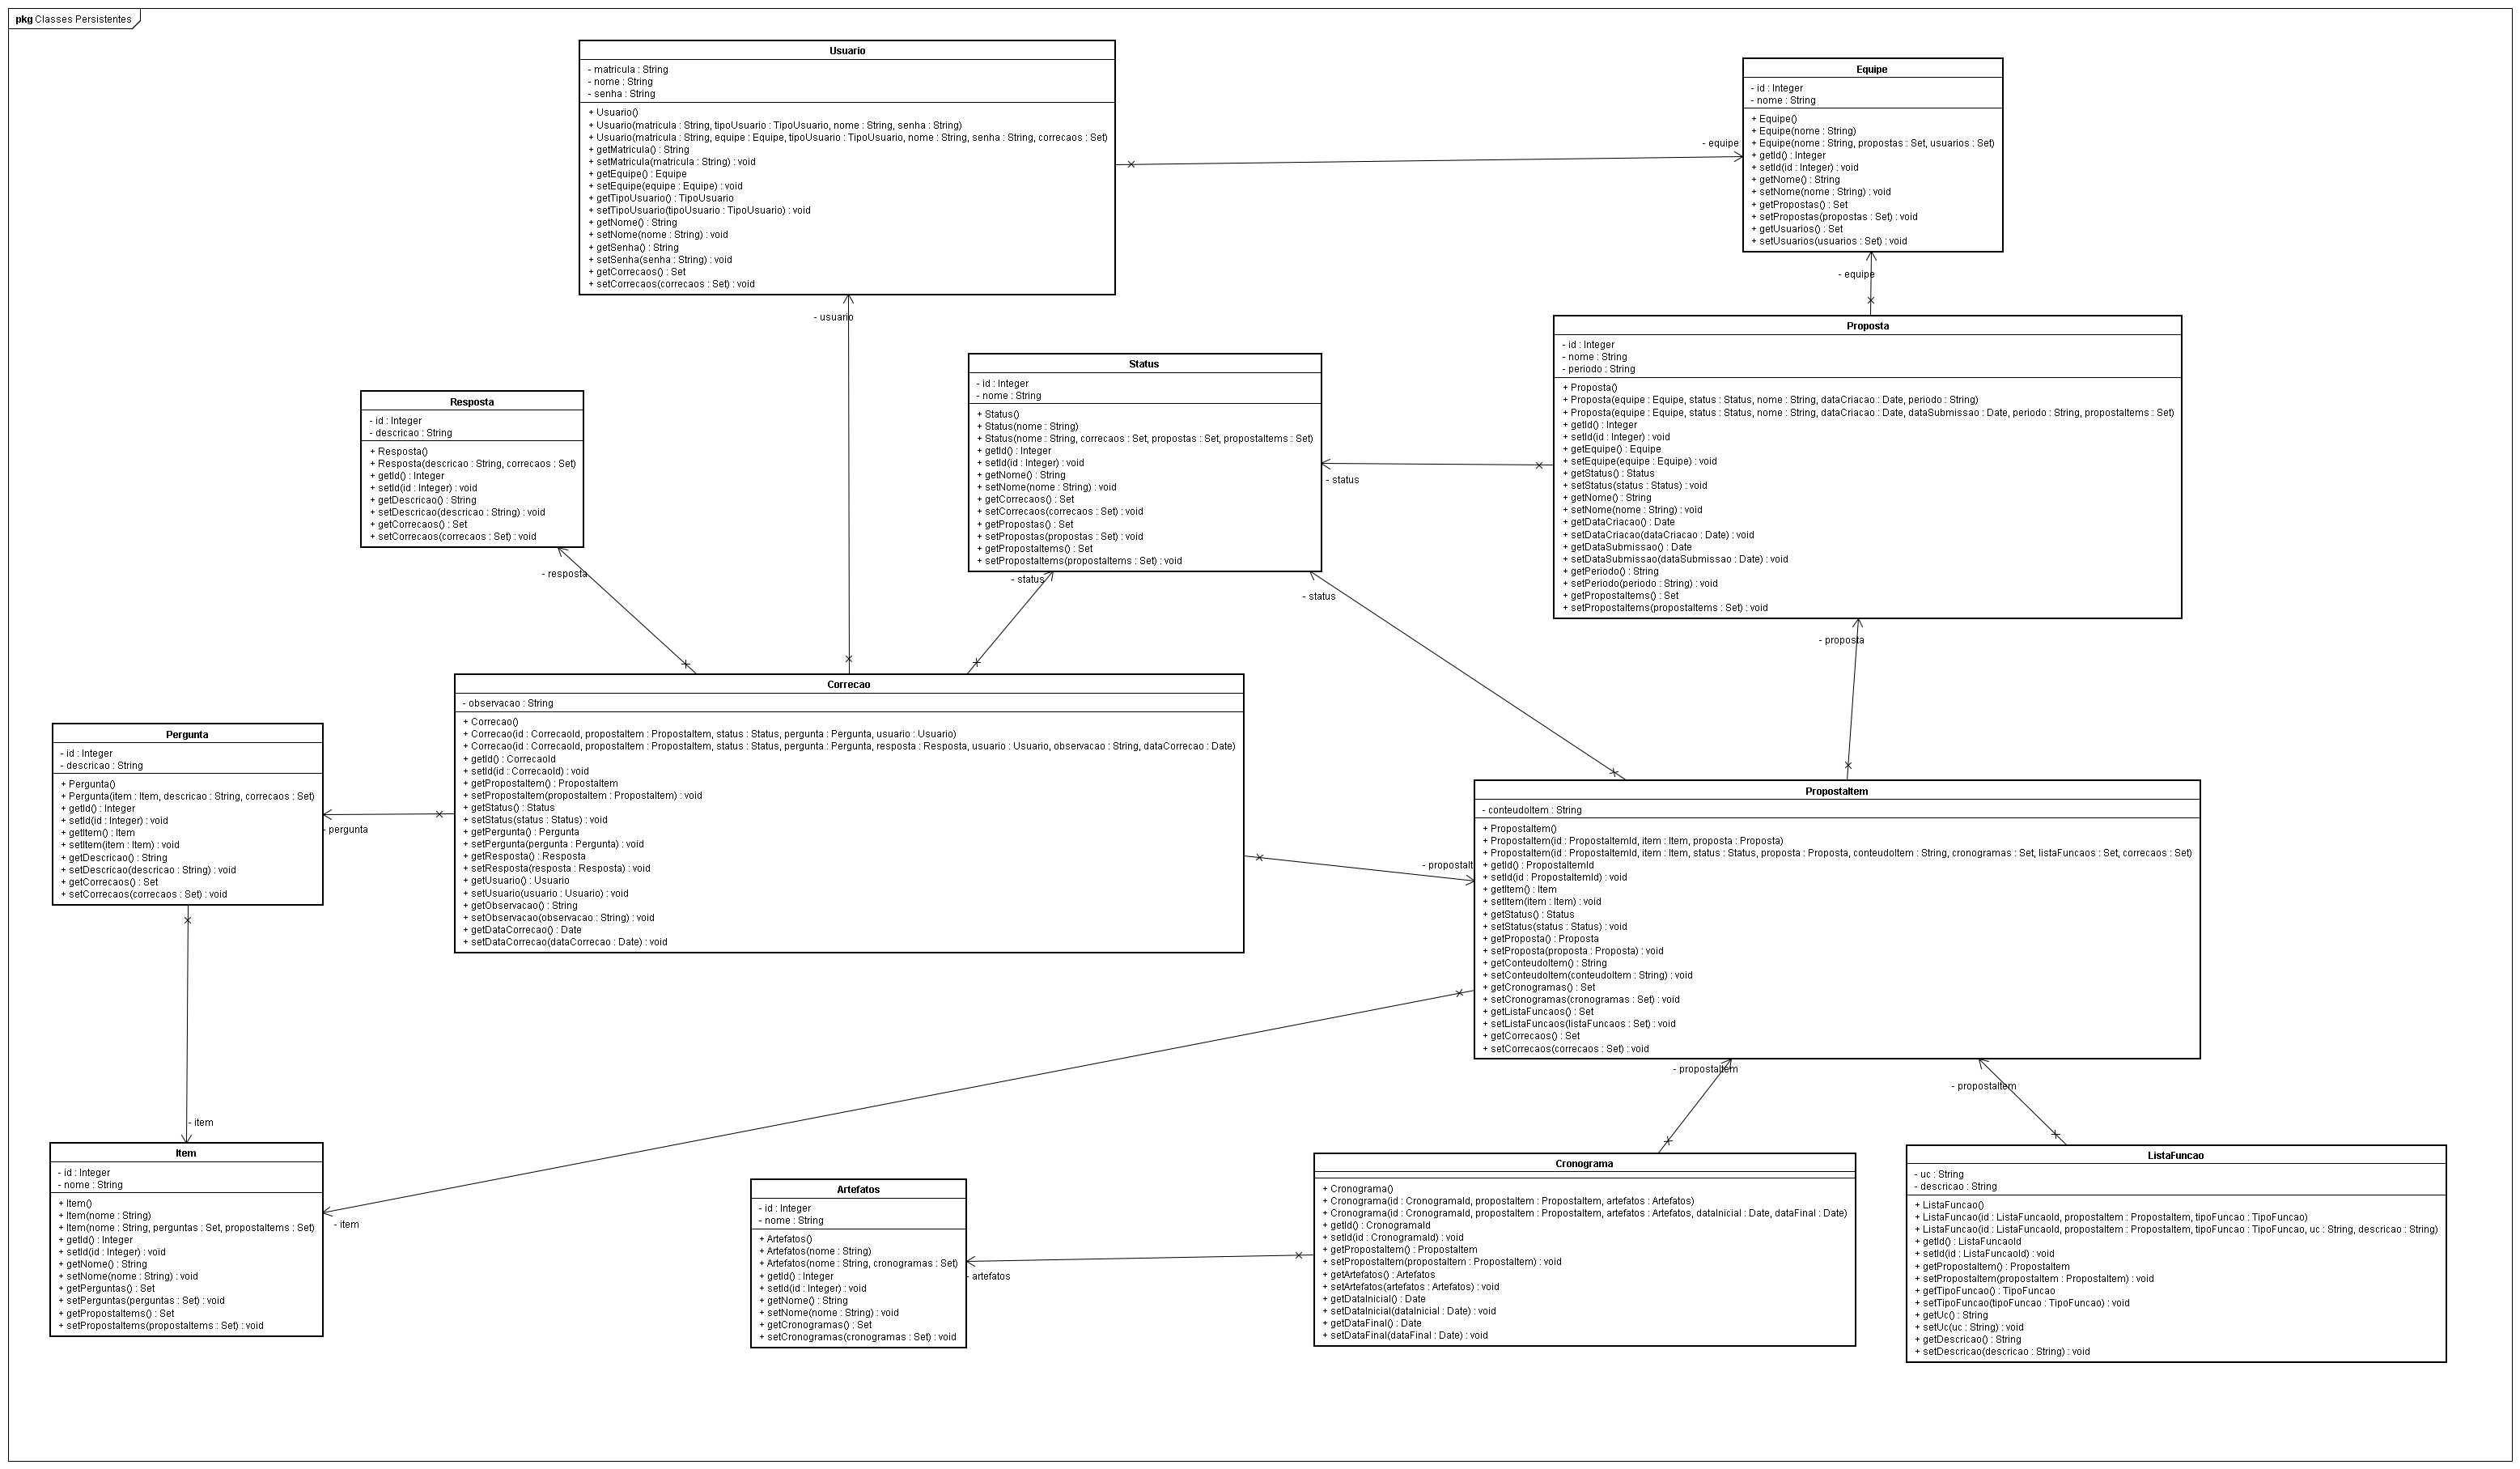 pkg Classes Persistentes
Usuario
- matricula : String
- nome : String
- senha : String
+ Usuario()
+ Usuario(matricula : String, tipoUsuario : TipoUsuario, nome : String, senha : String)
+ Usuario(matricula : String, equipe : Equipe, tipoUsuario : TipoUsuario, nome : String, senha : String, correcaos : Set)
+ getMatricula() : String
+ setMatricula(matricula : String) : void
+ getEquipe() : Equipe
+ setEquipe(equipe : Equipe) : void
+ getTipoUsuario() : TipoUsuario
+ setTipoUsuario(tipoUsuario : TipoUsuario) : void
+ getNome() : String
+ setNome(nome : String) : void
+ getSenha() : String
+ setSenha(senha : String) : void
+ getCorrecaos() : Set
+ setCorrecaos(correcaos : Set) : void
- equipe
Equipe
- id : Integer
- nome : String
+ Equipe()
+ Equipe(nome : String)
+ Equipe(nome : String, propostas : Set, usuarios : Set)
+ getId() : Integer
+ setId(id : Integer) : void
+ getNome() : String
+ setNome(nome : String) : void
+ getPropostas() : Set
+ setPropostas(propostas : Set) : void
+ getUsuarios() : Set
+ setUsuarios(usuarios : Set) : void
- equipe
- usuario
Proposta
- id : Integer
- nome : String
- periodo : String
+ Proposta()
+ Proposta(equipe : Equipe, status : Status, nome : String, dataCriacao : Date, periodo : String)
+ Proposta(equipe : Equipe, status : Status, nome : String, dataCriacao : Date, dataSubmissao : Date, periodo : String, propostaItems : Set)
+ getId() : Integer
+ setId(id : Integer) : void
+ getEquipe() : Equipe
+ setEquipe(equipe : Equipe) : void
+ getStatus() : Status
+ setStatus(status : Status) : void
+ getNome() : String
+ setNome(nome : String) : void
+ getDataCriacao() : Date
+ setDataCriacao(dataCriacao : Date) : void
+ getDataSubmissao() : Date
+ setDataSubmissao(dataSubmissao : Date) : void
+ getPeriodo() : String
+ setPeriodo(periodo : String) : void
+ getPropostaItems() : Set
+ setPropostaItems(propostaItems : Set) : void
Status
- id : Integer
- nome : String
+ Status()
+ Status(nome : String)
+ Status(nome : String, correcaos : Set, propostas : Set, propostaItems : Set)
+ getId() : Integer
+ setId(id : Integer) : void
+ getNome() : String
+ setNome(nome : String) : void
+ getCorrecaos() : Set
+ setCorrecaos(correcaos : Set) : void
+ getPropostas() : Set
+ setPropostas(propostas : Set) : void
+ getPropostaItems() : Set
+ setPropostaItems(propostaItems : Set) : void
- status
Resposta
- id : Integer
- descricao : String
+ Resposta()
+ Resposta(descricao : String, correcaos : Set)
+ getId() : Integer
+ setId(id : Integer) : void
+ getDescricao() : String
+ setDescricao(descricao : String) : void
+ getCorrecaos() : Set
+ setCorrecaos(correcaos : Set) : void
- resposta
- status
- status
- proposta
Correcao
- observacao : String
+ Correcao()
+ Correcao(id : CorrecaoId, propostaItem : PropostaItem, status : Status, pergunta : Pergunta, usuario : Usuario)
+ Correcao(id : CorrecaoId, propostaItem : PropostaItem, status : Status, pergunta : Pergunta, resposta : Resposta, usuario : Usuario, observacao : String, dataCorrecao : Date)
+ getId() : CorrecaoId
+ setId(id : CorrecaoId) : void
+ getPropostaItem() : PropostaItem
+ setPropostaItem(propostaItem : PropostaItem) : void
+ getStatus() : Status
+ setStatus(status : Status) : void
+ getPergunta() : Pergunta
+ setPergunta(pergunta : Pergunta) : void
+ getResposta() : Resposta
+ setResposta(resposta : Resposta) : void
+ getUsuario() : Usuario
+ setUsuario(usuario : Usuario) : void
+ getObservacao() : String
+ setObservacao(observacao : String) : void
+ getDataCorrecao() : Date
+ setDataCorrecao(dataCorrecao : Date) : void
Pergunta
- id : Integer
- descricao : String
+ Pergunta()
+ Pergunta(item : Item, descricao : String, correcaos : Set)
+ getId() : Integer
+ setId(id : Integer) : void
+ getItem() : Item
+ setItem(item : Item) : void
+ getDescricao() : String
+ setDescricao(descricao : String) : void
+ getCorrecaos() : Set
+ setCorrecaos(correcaos : Set) : void
- pergunta
- propostaIt
PropostaItem
- conteudoItem : String
+ PropostaItem()
+ PropostaItem(id : PropostaItemId, item : Item, proposta : Proposta)
+ PropostaItem(id : PropostaItemId, item : Item, status : Status, proposta : Proposta, conteudoItem : String, cronogramas : Set, listaFuncaos : Set, correcaos : Set)
+ getId() : PropostaItemId
+ setId(id : PropostaItemId) : void
+ getItem() : Item
+ setItem(item : Item) : void
+ getStatus() : Status
+ setStatus(status : Status) : void
+ getProposta() : Proposta
+ setProposta(proposta : Proposta) : void
+ getConteudoItem() : String
+ setConteudoItem(conteudoItem : String) : void
+ getCronogramas() : Set
+ setCronogramas(cronogramas : Set) : void
+ getListaFuncaos() : Set
+ setListaFuncaos(listaFuncaos : Set) : void
+ getCorrecaos() : Set
+ setCorrecaos(correcaos : Set) : void
- propostaItem
- propostaItem
- item
Item
- id : Integer
- nome : String
+ Item()
+ Item(nome : String)
+ Item(nome : String, perguntas : Set, propostaItems : Set)
+ getId() : Integer
+ setId(id : Integer) : void
+ getNome() : String
+ setNome(nome : String) : void
+ getPerguntas() : Set
+ setPerguntas(perguntas : Set) : void
+ getPropostaItems() : Set
+ setPropostaItems(propostaItems : Set) : void
- item
Artefatos
- id : Integer
- nome : String
+ Artefatos()
+ Artefatos(nome : String)
+ Artefatos(nome : String, cronogramas : Set)
+ getId() : Integer
+ setId(id : Integer) : void
+ getNome() : String
+ setNome(nome : String) : void
+ getCronogramas() : Set
+ setCronogramas(cronogramas : Set) : void
- artefatos
Cronograma
+ Cronograma()
+ Cronograma(id : CronogramaId, propostaItem : PropostaItem, artefatos : Artefatos)
+ Cronograma(id : CronogramaId, propostaItem : PropostaItem, artefatos : Artefatos, dataInicial : Date, dataFinal : Date)
+ getId() : CronogramaId
+ setId(id : CronogramaId) : void
+ getPropostaItem() : PropostaItem
+ setPropostaItem(propostaItem : PropostaItem) : void
+ getArtefatos() : Artefatos
+ setArtefatos(artefatos : Artefatos) : void
+ getDataInicial() : Date
+ setDataInicial(dataInicial : Date) : void
+ getDataFinal() : Date
+ setDataFinal(dataFinal : Date) : void
ListaFuncao
- uc : String
- descricao : String
+ ListaFuncao()
+ ListaFuncao(id : ListaFuncaoId, propostaItem : PropostaItem, tipoFuncao : TipoFuncao)
+ ListaFuncao(id : ListaFuncaoId, propostaItem : PropostaItem, tipoFuncao : TipoFuncao, uc : String, descricao : String)
+ getId() : ListaFuncaoId
+ setId(id : ListaFuncaoId) : void
+ getPropostaItem() : PropostaItem
+ setPropostaItem(propostaItem : PropostaItem) : void
+ getTipoFuncao() : TipoFuncao
+ setTipoFuncao(tipoFuncao : TipoFuncao) : void
+ getUc() : String
+ setUc(uc : String) : void
+ getDescricao() : String
+ setDescricao(descricao : String) : void